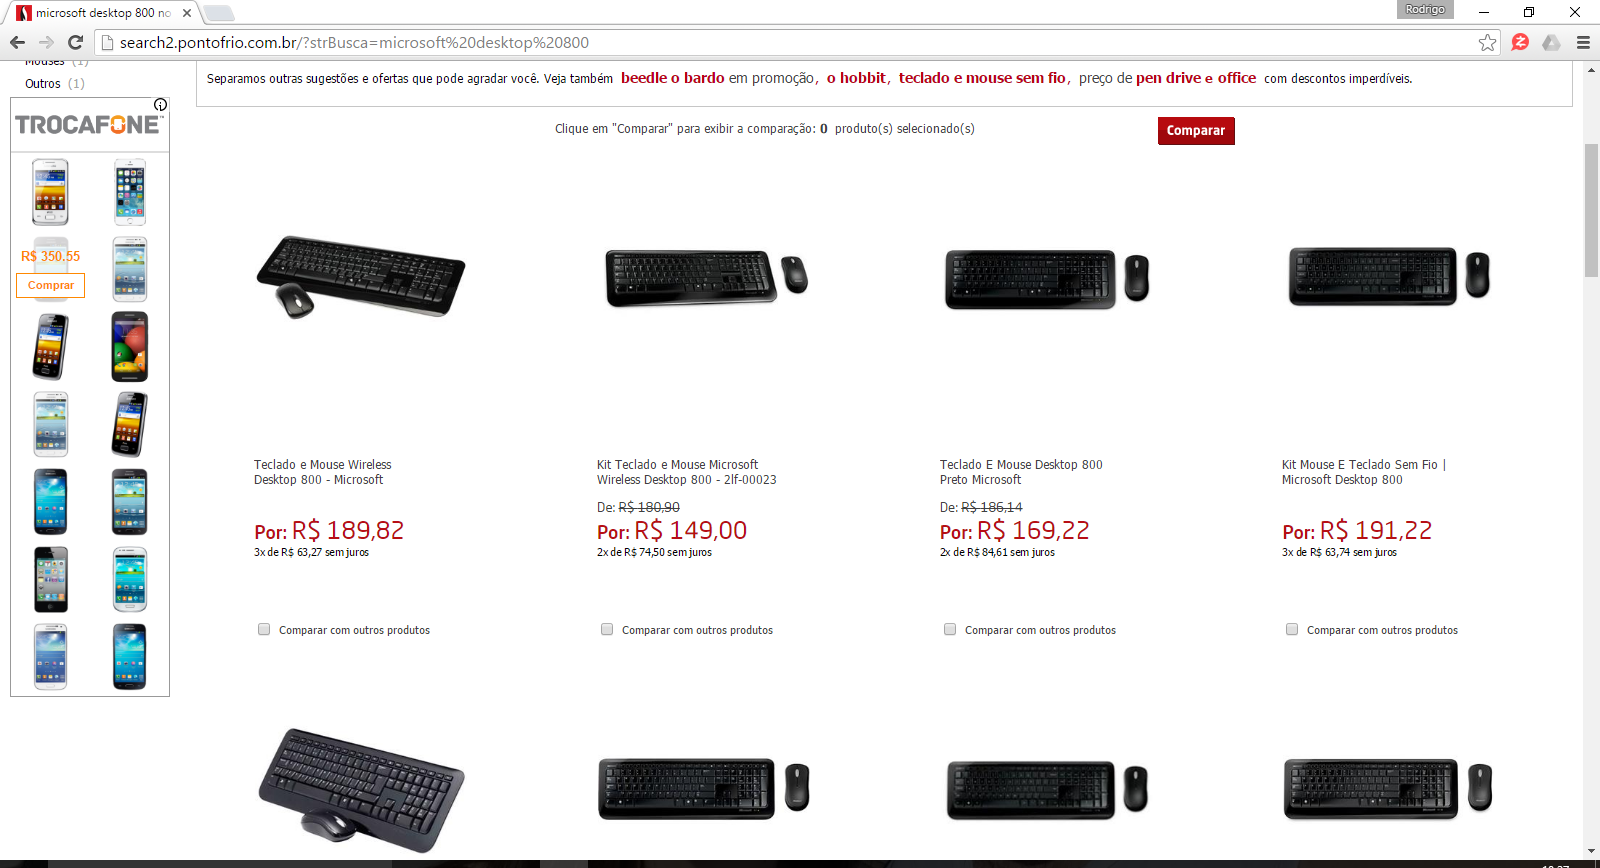 microsoft desktop 800 no
Rodrigo
search2.pontofrio.com.br/?strBusca=microsoft%20desktop%20800
Mouses (1)
Outros (1)
Separamos outras sugestões e ofertas que pode agradar você. Veja também beedle o bardo em promoção, o hobbit, teclado e mouse sem fio, preço de pen drive e office com descontos imperdíveis.
TROCAFONE
R$ 350.55
Comprar
Clique em "Comparar" para exibir a comparação: 0 produto(s) selecionado(s)
Comparar
Teclado e Mouse Wireless
Desktop 800 - Microsoft
Por: R$ 189,82
3x de R$ 63,27 sem juros
Comparar com outros produtos
Kit Teclado e Mouse Microsoft
Wireless Desktop 800 - 2lf-00023
De: R$ 180,90
Por: R$ 149,00
2x de R$ 74,50 sem juros
Comparar com outros produtos
Teclado E Mouse Desktop 800
Preto Microsoft
De: R$ 186,14
Por: R$ 169,22
2x de R$ 84,61 sem juros
Comparar com outros produtos
Kit Mouse E Teclado Sem Fio |
Microsoft Desktop 800
Por: R$ 191,22
3x de R$ 63,74 sem juros
Comparar com outros produtos